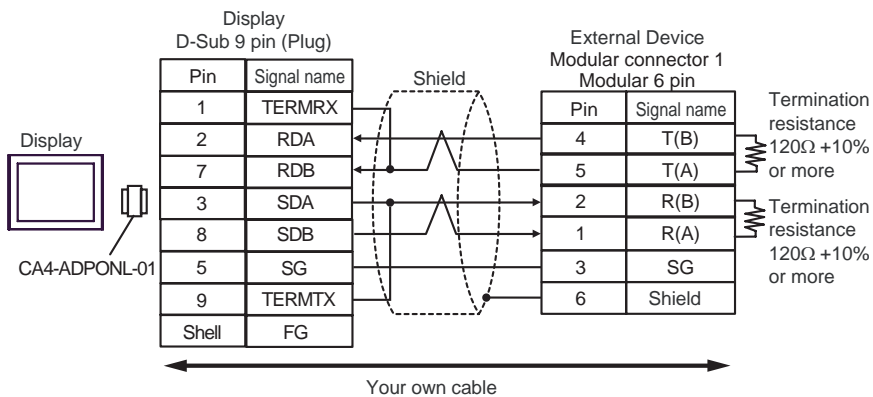 Display
D-Sub 9 pin (Plug)
External Device
Modular connector 1
Modular 6 pin
Pin Signal name
Shield
Pin Signal name
1 TERMRX
2 RDA
7 RDB
3 SDA
8 SDB
5 SG
9 TERMTX
Shell FG
4 T(B)
5 T(A)
2 R(B)
1 R(A)
3 SG
6 Shield
Termination
resistance
120Ω +10%
or more
Termination
resistance
120Ω +10%
or more
Display
CA4-ADPONL-01
Your own cable